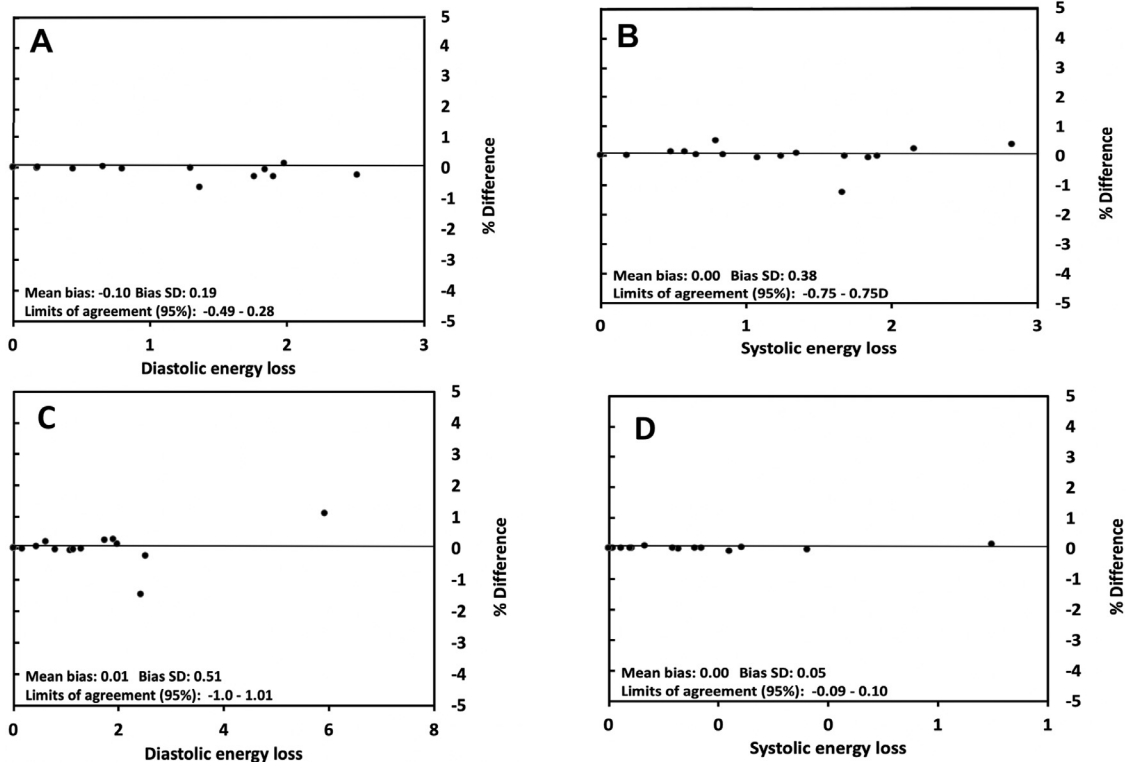 A
5
4
3
2
1
0
-1
-2
-3
-4
-5
% Difference
Mean bias: -0.10 Bias SD: 0.19
Limits of agreement (95%): -0.49 - 0.28
0 1 2 3
Diastolic energy loss
B
5
4
3
2
1
0
-1
-2
-3
-4
-5
% Difference
Mean bias: 0.00 Bias SD: 0.38
Limits of agreement (95%): -0.75 - 0.75D
0 1 2 3
Systolic energy loss
C
5
4
3
2
1
0
-1
-2
-3
-4
-5
% Difference
Mean bias: 0.01 Bias SD: 0.51
Limits of agreement (95%): -1.0 - 1.01
0 2 4 6 8
Diastolic energy loss
D
5
4
3
2
1
0
-1
-2
-3
-4
-5
% Difference
Mean bias: 0.00 Bias SD: 0.05
Limits of agreement (95%): -0.09 - 0.10
0 0 0 1 1
Systolic energy loss